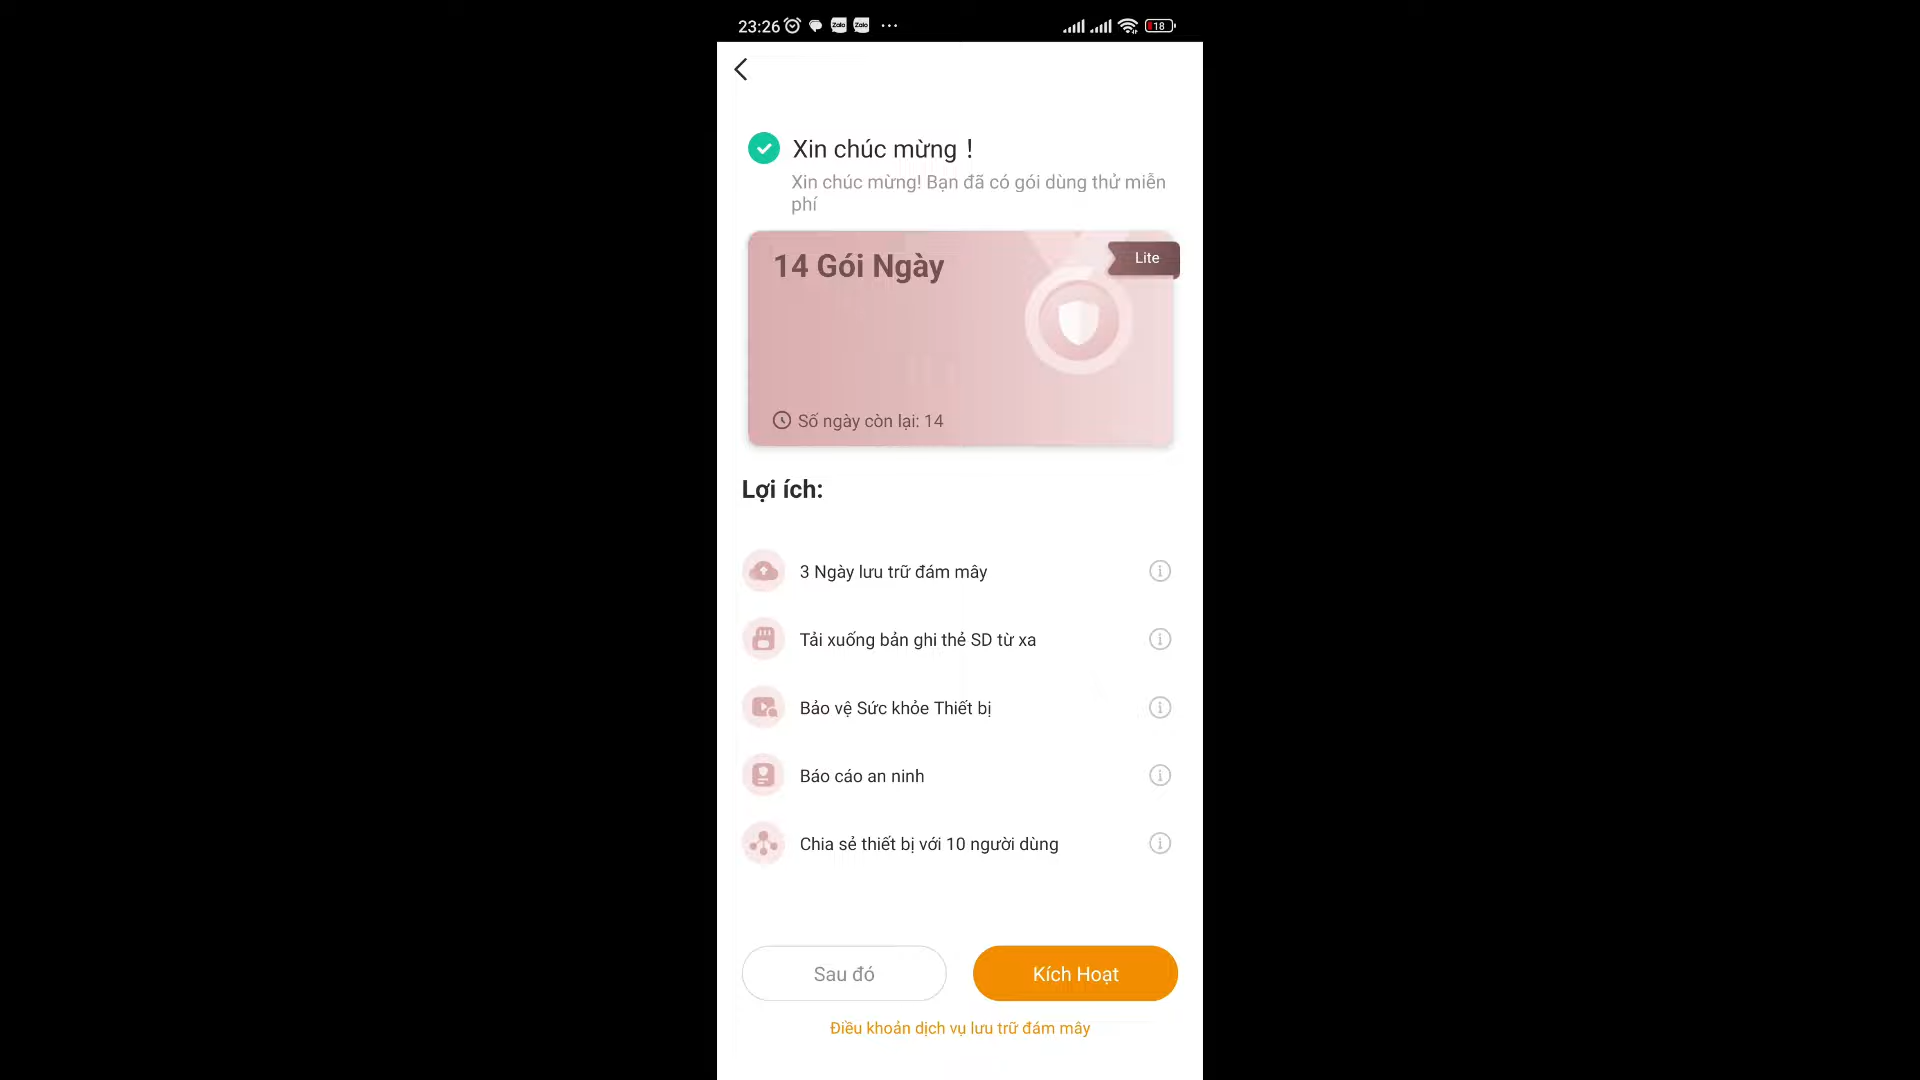 23:26 Zalo Zalo ... 18
Xin chúc mừng !
Xin chúc mừng! Bạn đã có gói dùng thử miễn
phí
14 Gói Ngày
Lite
Số ngày còn lại: 14
Lợi ích:
3 Ngày lưu trữ đám mây
Tải xuống bản ghi thẻ SD từ xa
Bảo vệ Sức khỏe Thiết bị
Báo cáo an ninh
Chia sẻ thiết bị với 10 người dùng
Sau đó
Kích Hoạt
Điều khoản dịch vụ lưu trữ đám mây